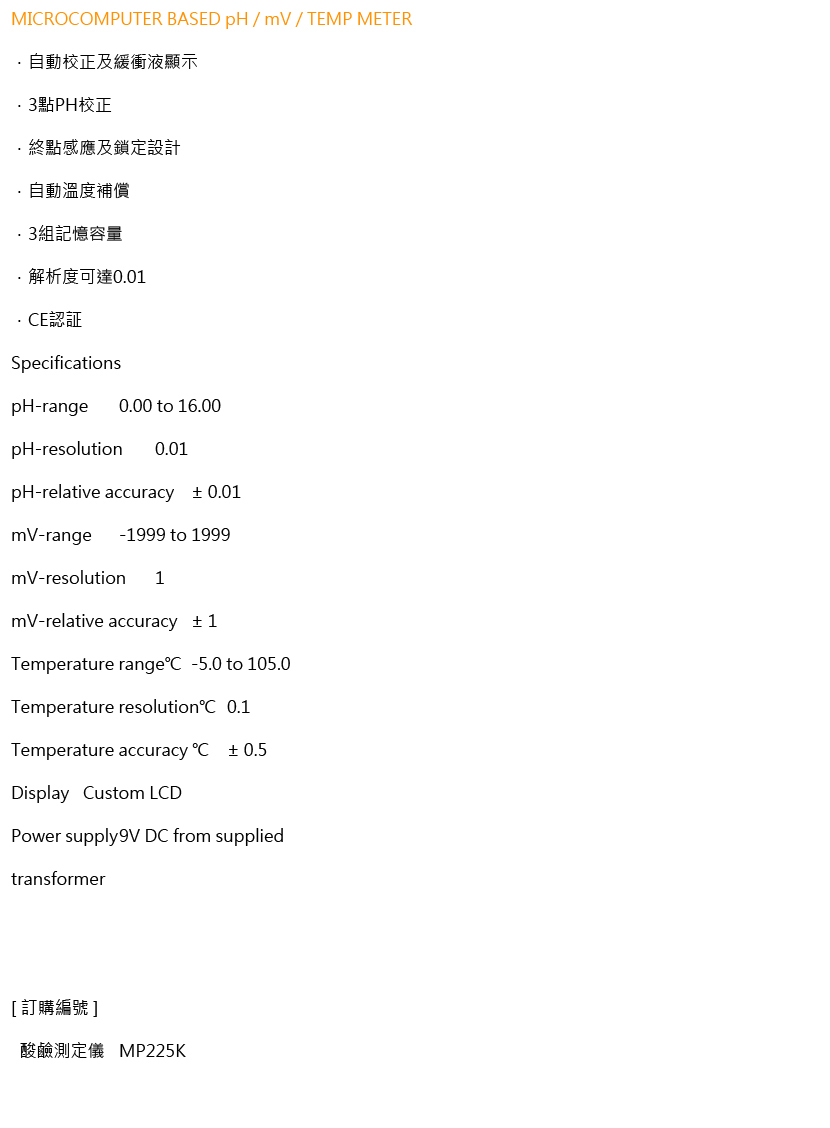 MICROCOMPUTER BASED pH / mV / TEMP METER
．自動校正及緩衝液顯示
．3點PH校正
．終點感應及鎖定設計
．自動溫度補償
．3組記憶容量
．解析度可達0.01
．CE認証
Specifications
pH-range 0.00 to 16.00
pH-resolution 0.01
pH-relative accuracy ± 0.01
mV-range -1999 to 1999
mV-resolution 1
mV-relative accuracy ± 1
Temperature range℃ -5.0 to 105.0
Temperature resolution℃ 0.1
Temperature accuracy ℃ ± 0.5
Display Custom LCD
Power supply9V DC from supplied
transformer
[ 訂購編號 ]
酸鹼測定儀 MP225K